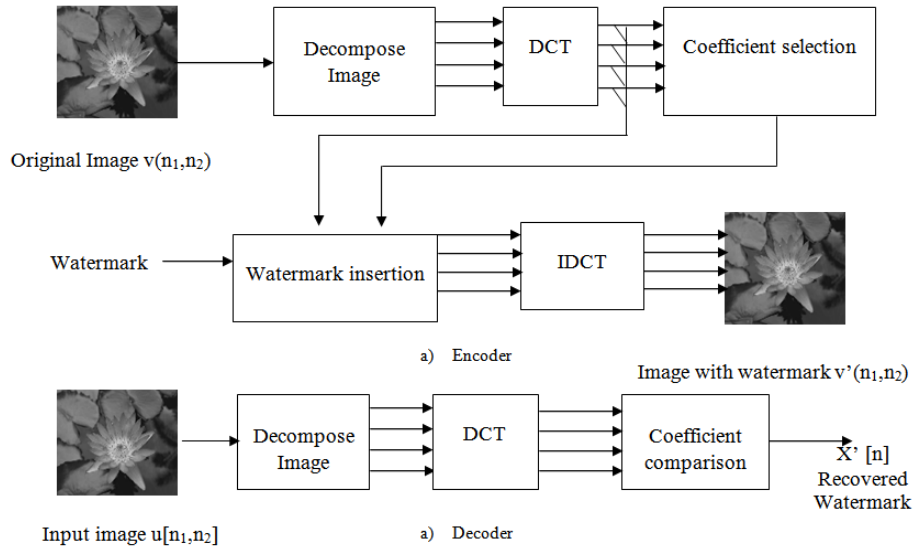 Decompose
Image
DCT
Coefficient selection
Original Image v(n₁,n₂)
Watermark
Watermark insertion
IDCT
a) Encoder
Image with watermark v’(n₁,n₂)
Decompose
Image
DCT
Coefficient
comparison
X’ [n]
Recovered
Watermark
Input image u[n₁,n₂]
a) Decoder